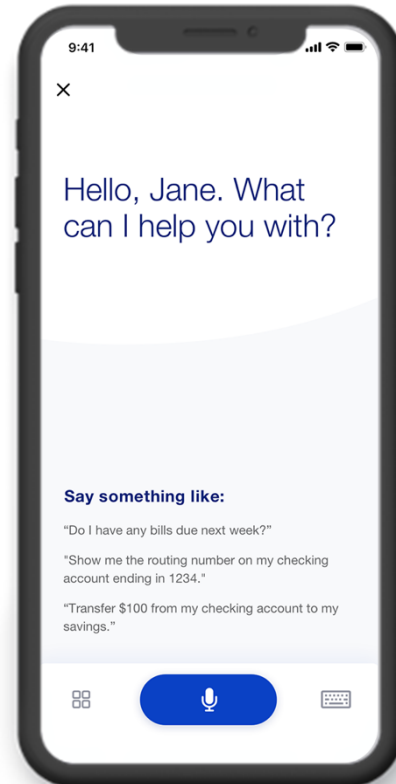 9:41
Hello, Jane. What
can I help you with?
Say something like:
“Do I have any bills due next week?”
"Show me the routing number on my checking
account ending in 1234."
“Transfer $100 from my checking account to my
savings.”